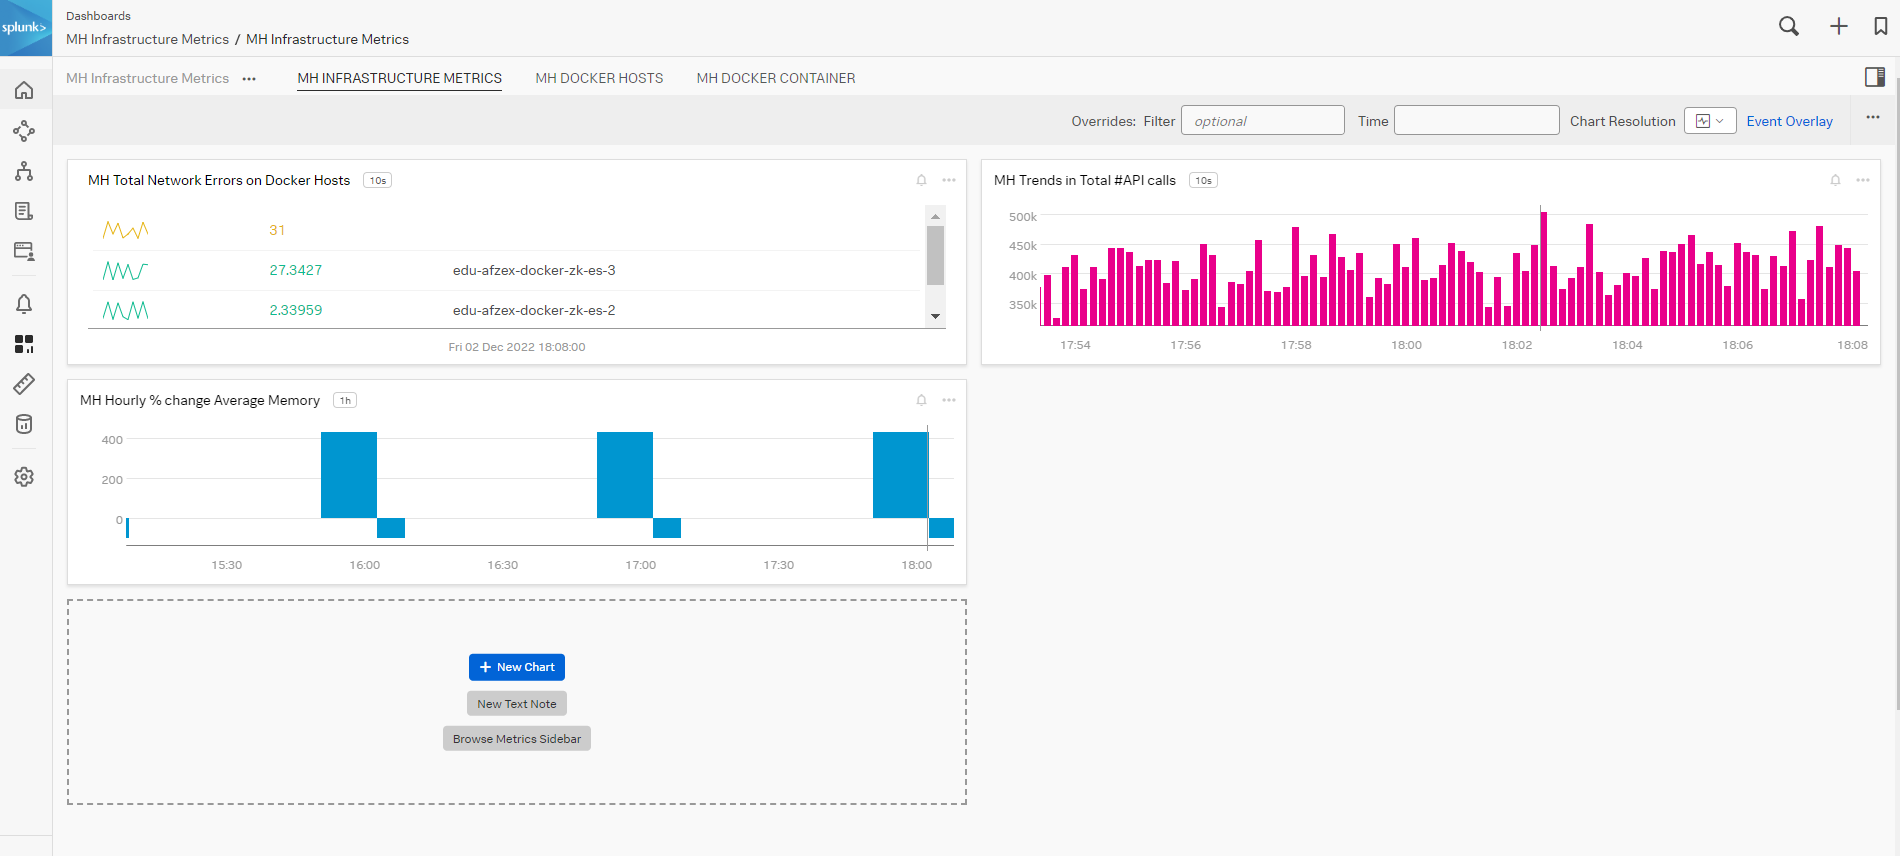 splunk>
Dashboards
MH Infrastructure Metrics / MH Infrastructure Metrics
MH Infrastructure Metrics ••• MH INFRASTRUCTURE METRICS MH DOCKER HOSTS MH DOCKER CONTAINER
Overrides: Filter optional Time Chart Resolution Event Overlay •••
MH Total Network Errors on Docker Hosts 10s
31
27.3427 edu-afzex-docker-zk-es-3
2.33959 edu-afzex-docker-zk-es-2
Fri 02 Dec 2022 18:08:00
MH Trends in Total #API calls 10s
500k
450k
400k
350k
17:54 17:56 17:58 18:00 18:02 18:04 18:06 18:08
MH Hourly % change Average Memory 1h
400
200
0
15:30 16:00 16:30 17:00 17:30 18:00
+ New Chart
New Text Note
Browse Metrics Sidebar